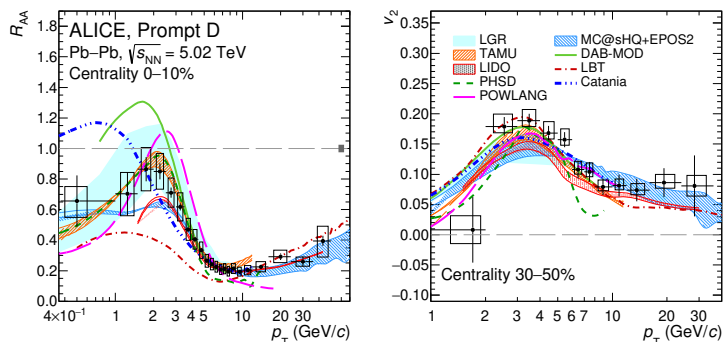 R_AA
ALICE, Prompt D
Pb–Pb, √s_NN = 5.02 TeV
Centrality 0–10%
1.8
1.6
1.4
1.2
1.0
0.8
0.6
0.4
0.2
0.0
4×10⁻¹ 1 2 3 4 5 10 20 30
p_T (GeV/c)
v₂
0.35
0.30
0.25
0.20
0.15
0.10
0.05
0.00
−0.05
−0.10
LGR
TAMU
LIDO
PHSD
POWLANG
MC@sHQ+EPOS2
DAB-MOD
LBT
Catania
Centrality 30–50%
1 2 3 4 5 6 7 10 20 30
p_T (GeV/c)